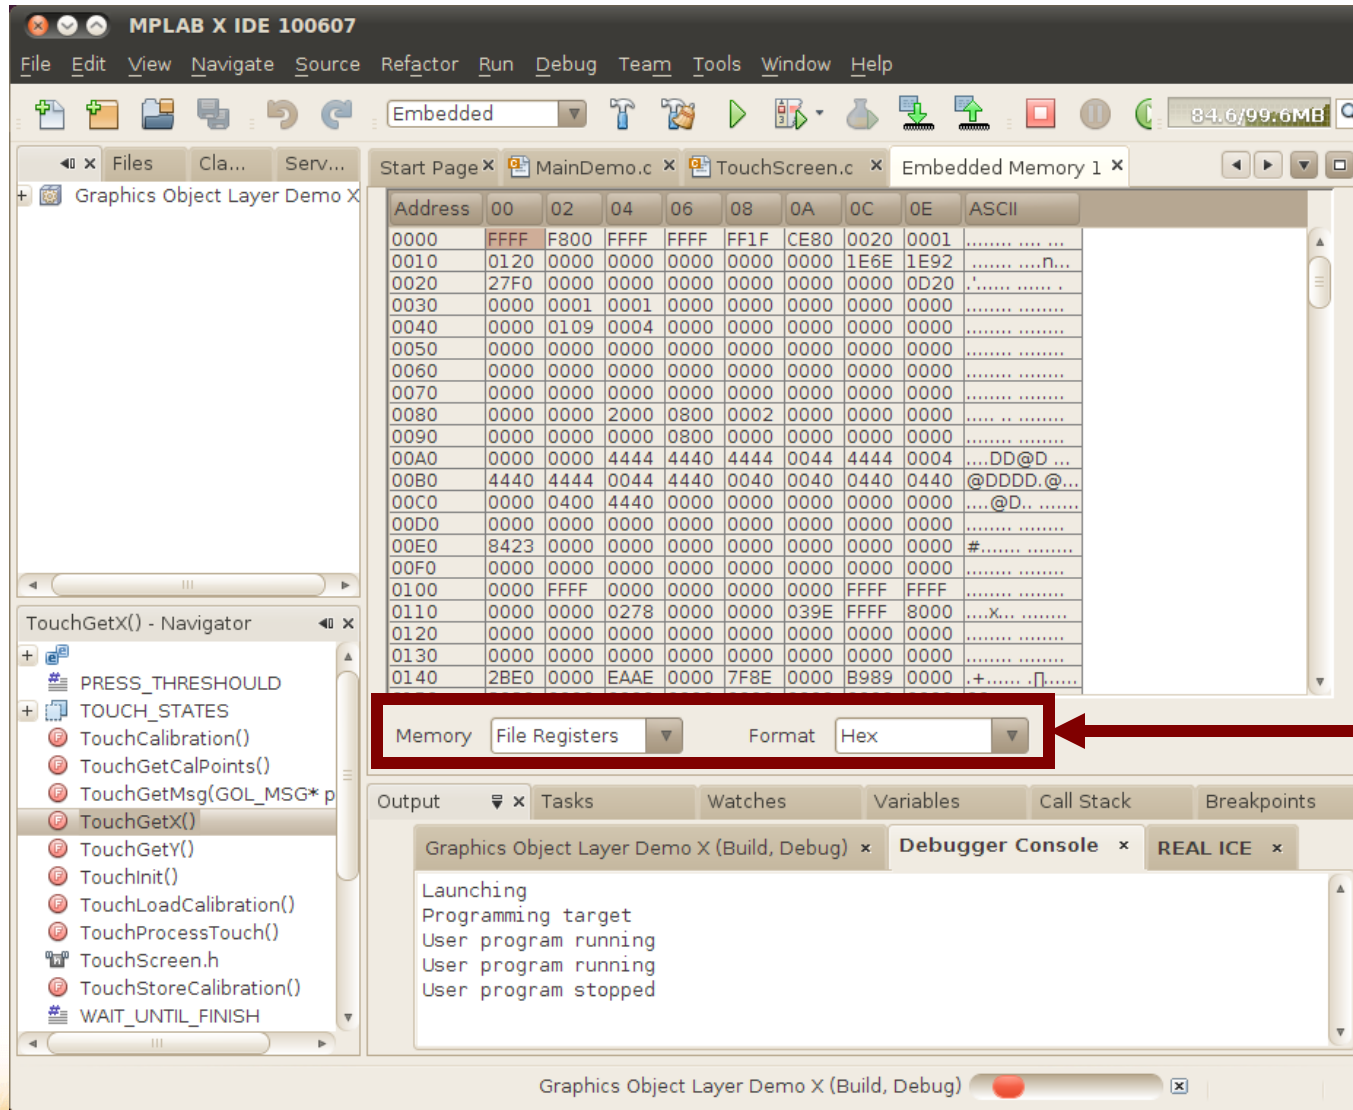 MPLAB X IDE 100607
File Edit View Navigate Source Refactor Run Debug Team Tools Window Help
Embedded
84.6/99.6MB
Files Cla... Serv...
Start Page MainDemo.c TouchScreen.c Embedded Memory 1
Graphics Object Layer Demo X
Address 00 02 04 06 08 0A 0C 0E ASCII
0000 FFFF F800 FFFF FFFF FF1F CE80 0020 0001 ........ .... ...
0010 0120 0000 0000 0000 0000 0000 1E6E 1E92 ....... ....n...
0020 27F0 0000 0000 0000 0000 0000 0000 0D20 .'...... ...... .
0030 0000 0001 0001 0000 0000 0000 0000 0000 ........ ........
0040 0000 0109 0004 0000 0000 0000 0000 0000 ........ ........
0050 0000 0000 0000 0000 0000 0000 0000 0000 ........ ........
0060 0000 0000 0000 0000 0000 0000 0000 0000 ........ ........
0070 0000 0000 0000 0000 0000 0000 0000 0000 ........ ........
0080 0000 0000 2000 0800 0002 0000 0000 0000 ..... .. ........
0090 0000 0000 0000 0800 0000 0000 0000 0000 ........ ........
00A0 0000 0000 4444 4440 4444 0044 4444 0004 ....DD@D ...
00B0 4440 4444 0044 4440 0040 0040 0440 0440 @DDDD.@...
00C0 0000 0400 4440 0000 0000 0000 0000 0000 ....@D.. .......
00D0 0000 0000 0000 0000 0000 0000 0000 0000 ........ ........
00E0 8423 0000 0000 0000 0000 0000 0000 0000 #....... ........
00F0 0000 0000 0000 0000 0000 0000 0000 0000 ........ ........
0100 0000 FFFF 0000 0000 0000 0000 FFFF FFFF ........ ........
0110 0000 0000 0278 0000 0000 039E FFFF 8000 ....x... .........
0120 0000 0000 0000 0000 0000 0000 0000 0000 ........ ........
0130 0000 0000 0000 0000 0000 0000 0000 0000 ........ ........
0140 2BE0 0000 EAAE 0000 7F8E 0000 B989 0000 .+...... .▯......
Memory File Registers Format Hex
TouchGetX() - Navigator
PRESS_THRESHOULD
TOUCH_STATES
TouchCalibration()
TouchGetCalPoints()
TouchGetMsg(GOL_MSG* p
TouchGetX()
TouchGetY()
TouchInit()
TouchLoadCalibration()
TouchProcessTouch()
TouchScreen.h
TouchStoreCalibration()
WAIT_UNTIL_FINISH
Output Tasks Watches Variables Call Stack Breakpoints
Graphics Object Layer Demo X (Build, Debug) Debugger Console REAL ICE
Launching
Programming target
User program running
User program running
User program stopped
Graphics Object Layer Demo X (Build, Debug)